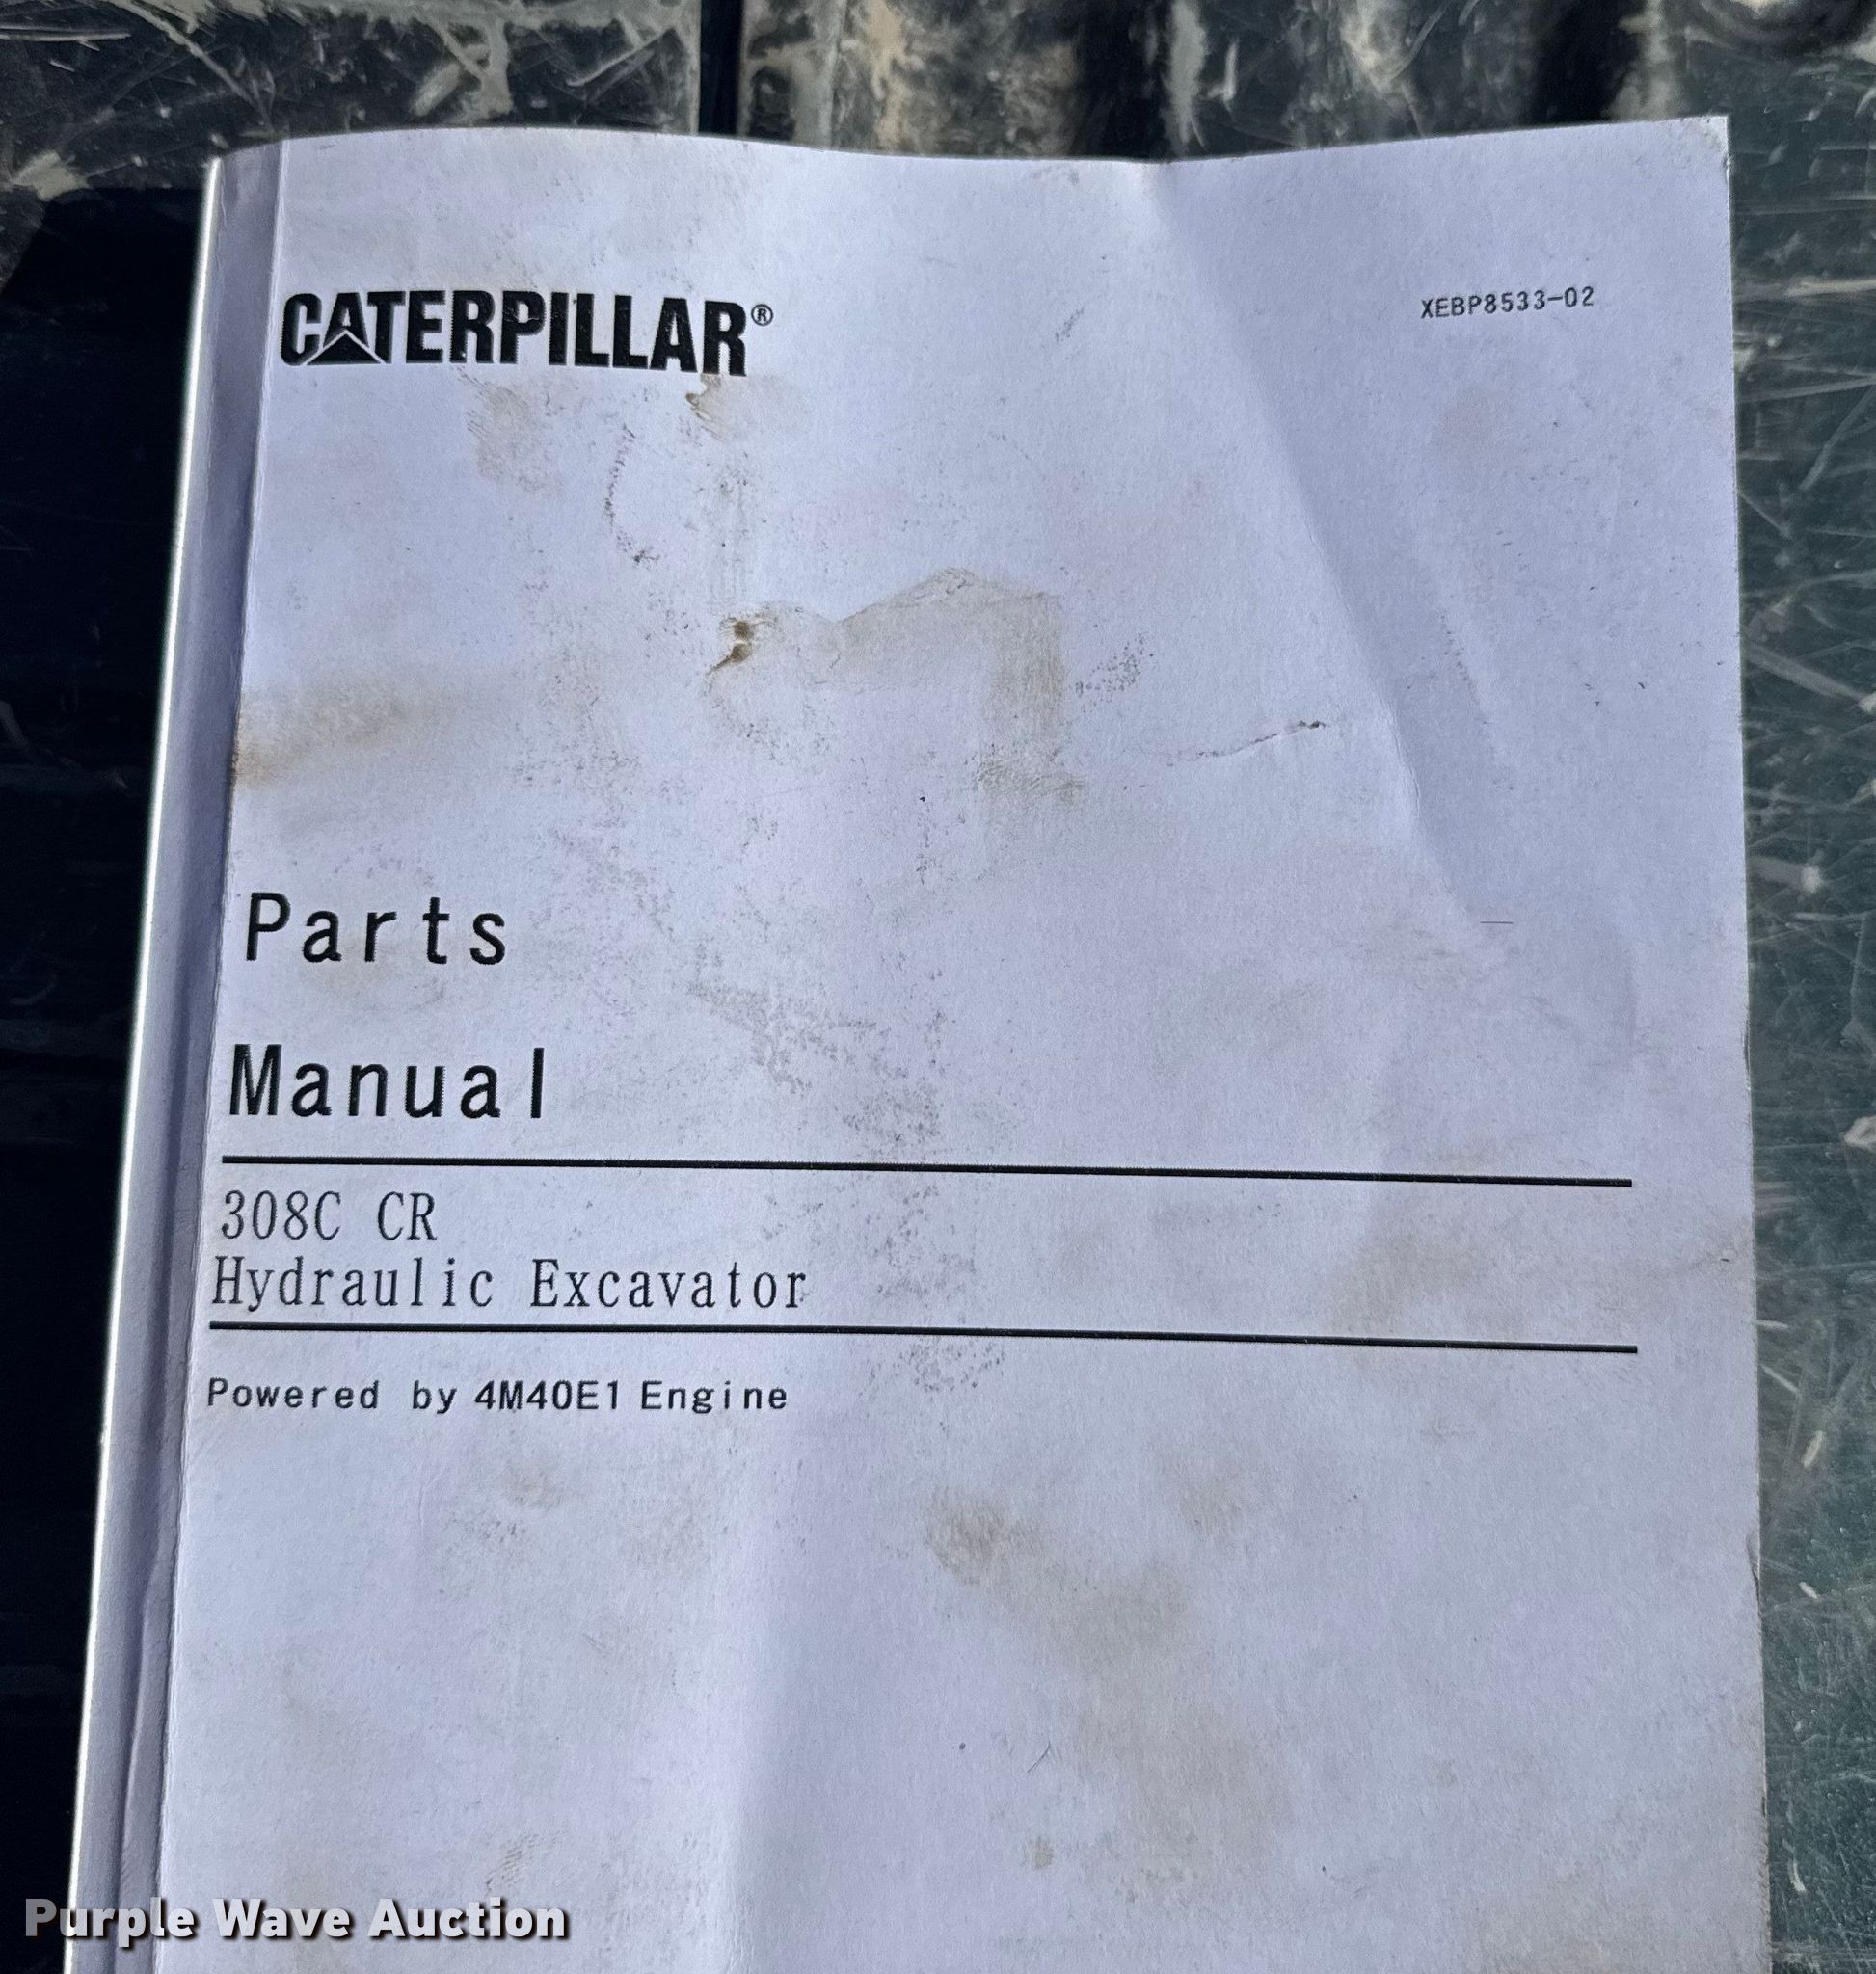 CATERPILLAR®
XEBP8533-02
Parts
Manual
308C CR
Hydraulic Excavator
Powered by 4M40E1 Engine
Purple Wave Auction